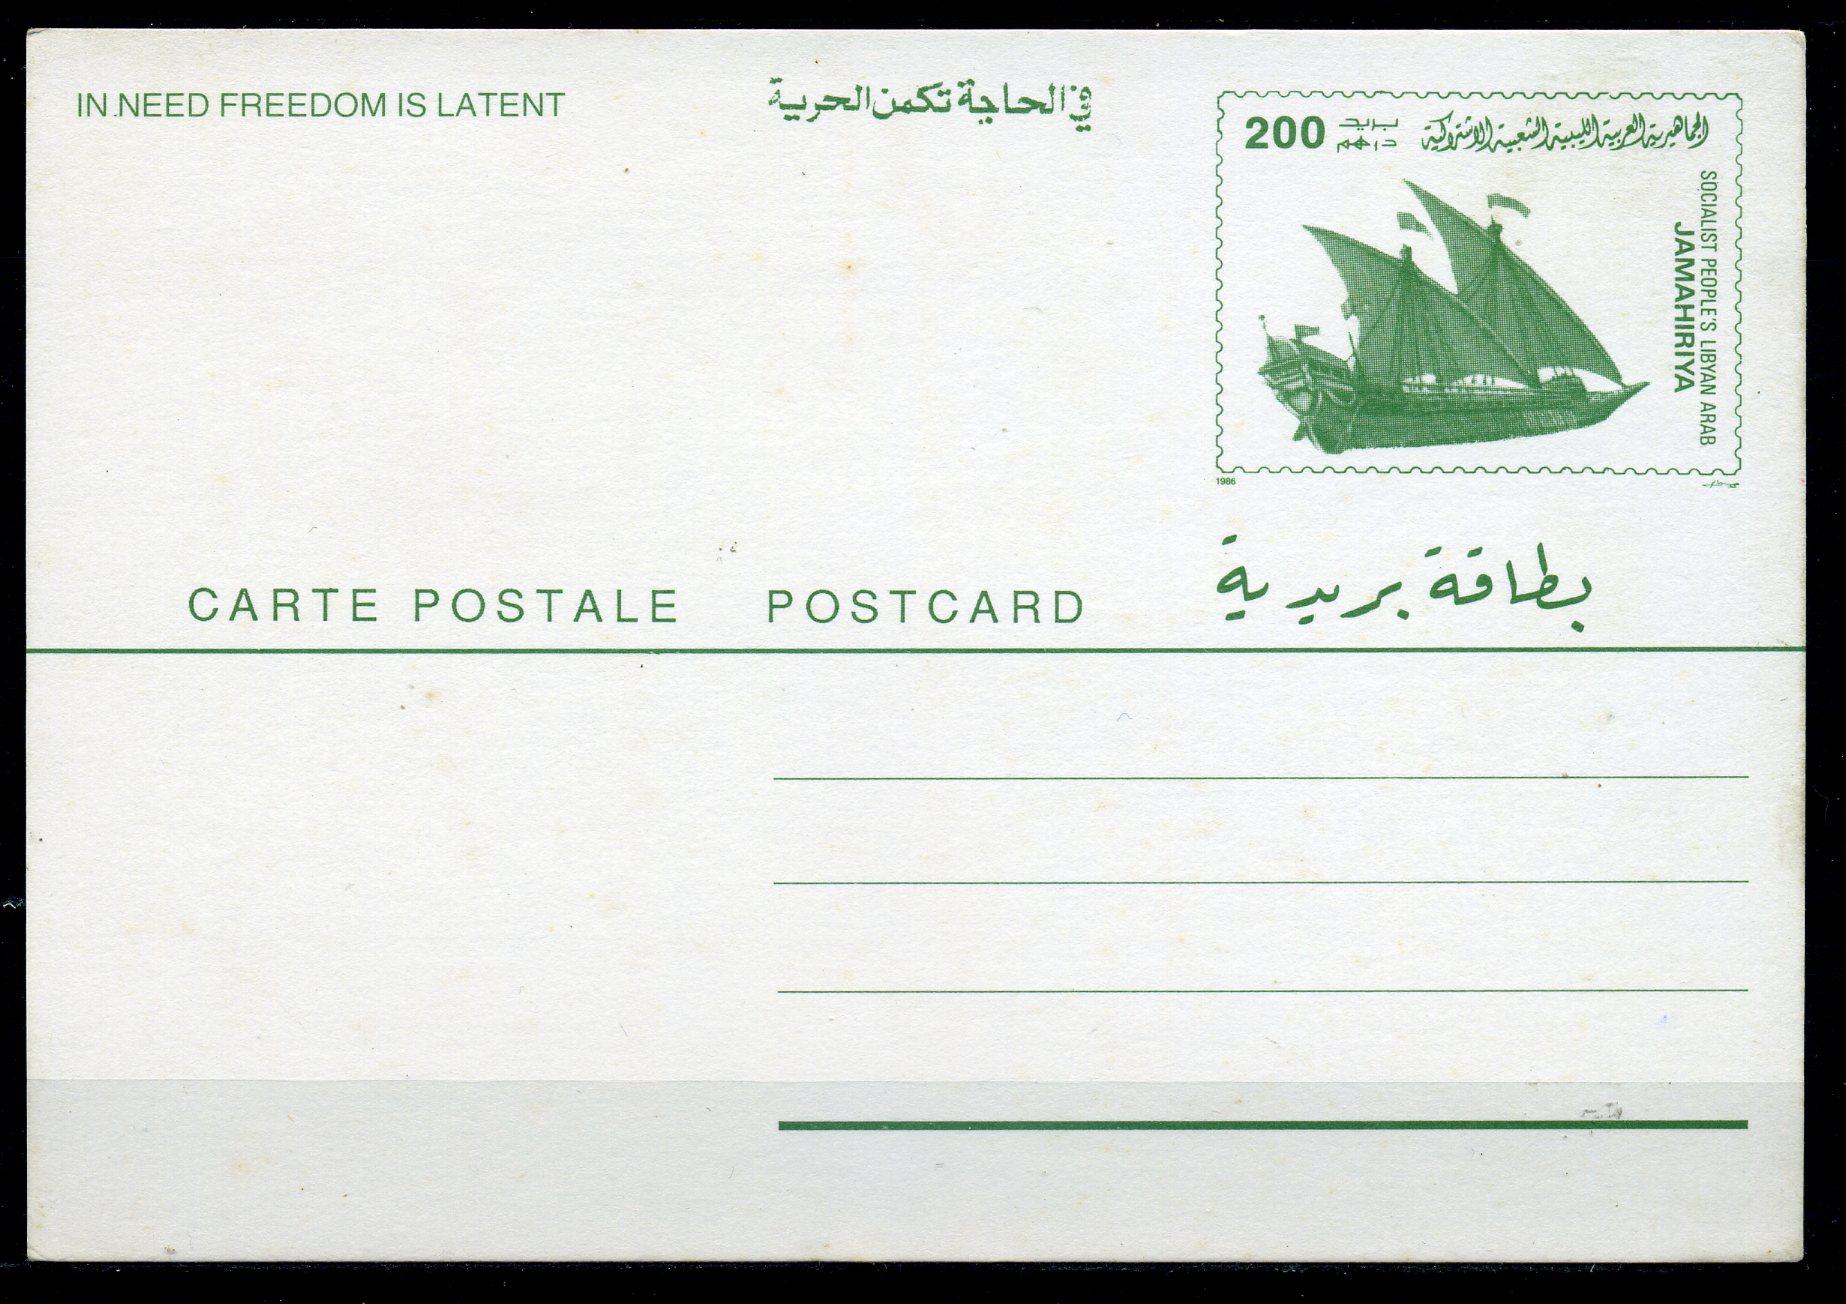 IN NEED FREEDOM IS LATENT
في الحاجة تكمن الحرية
200
بريد
درهم
الجماهيرية العربية الليبية الشعبية الاشتراكية
SOCIALIST PEOPLE'S LIBYAN ARAB
JAMAHIRIYA
1986
CARTE POSTALE POSTCARD بطاقة بريدية